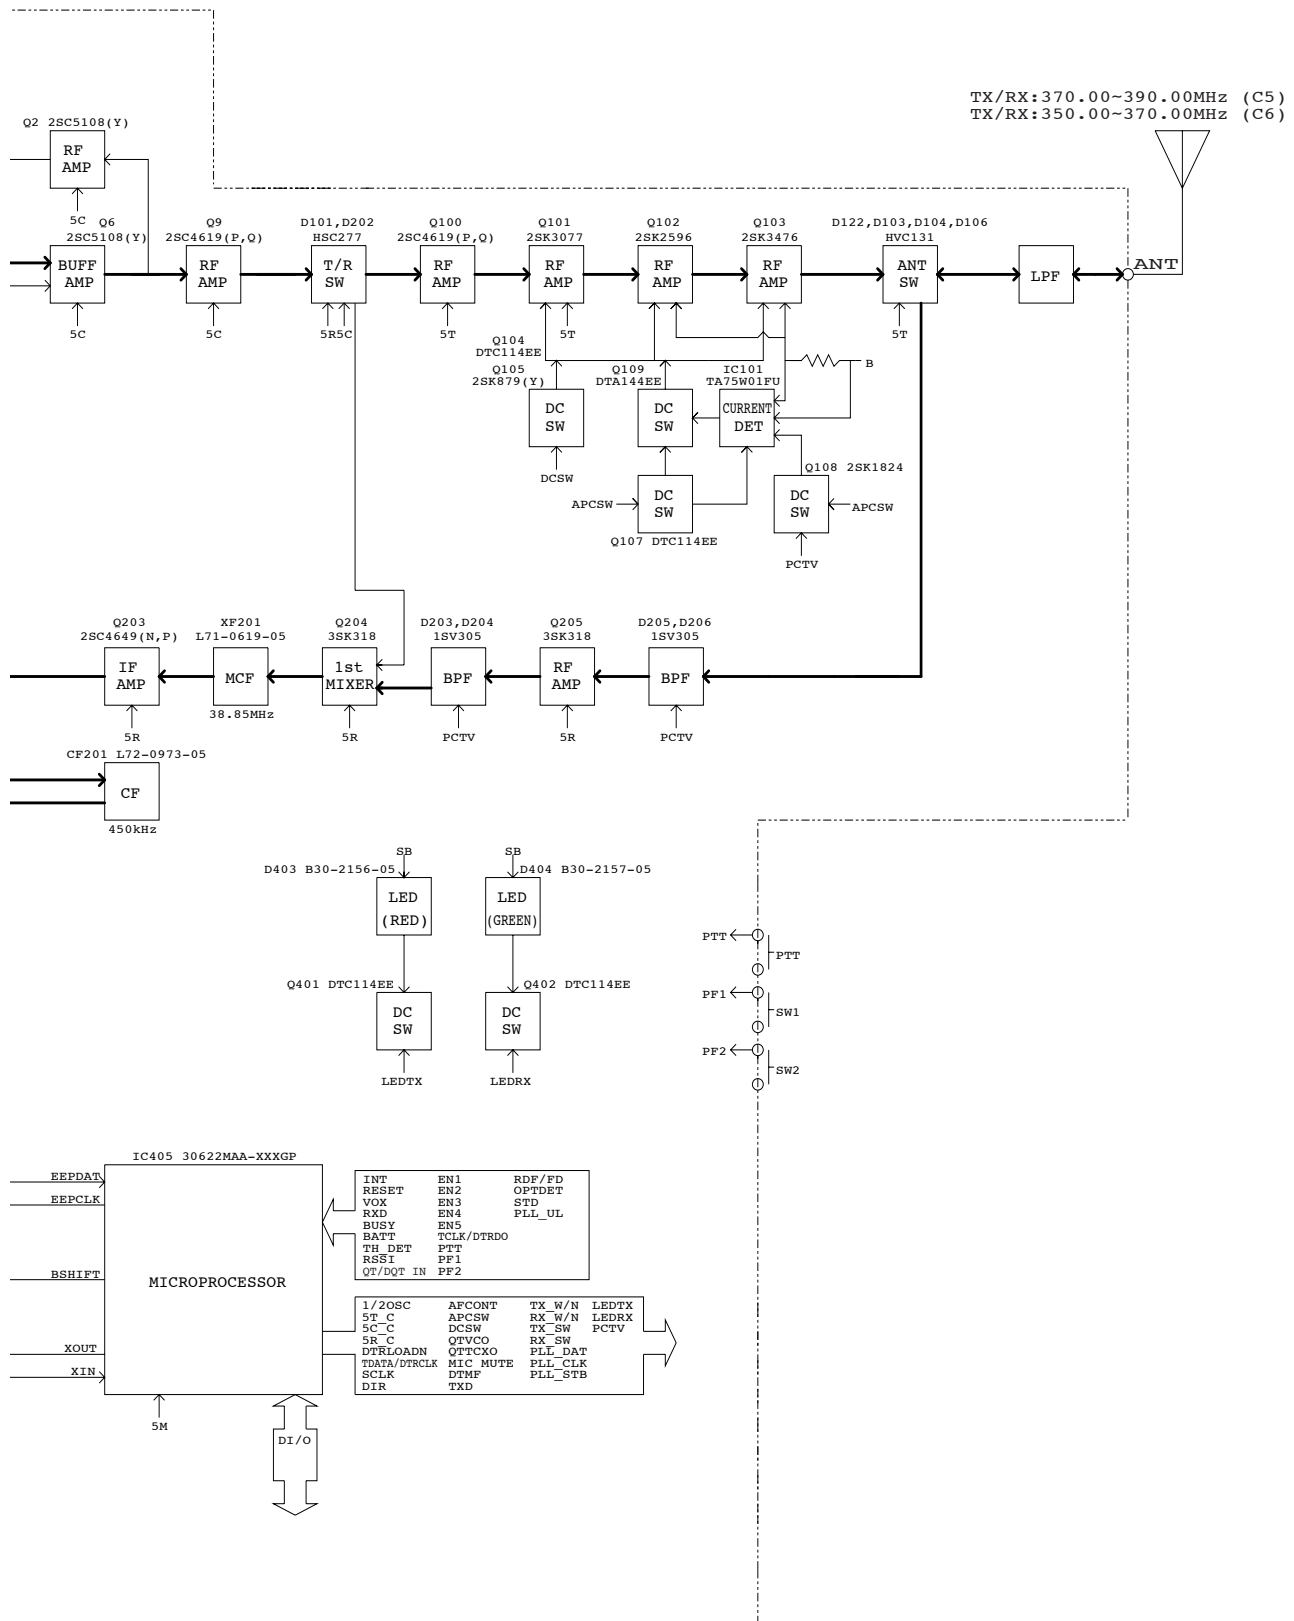 TX/RX:370.00~390.00MHz (C5)
TX/RX:350.00~370.00MHz (C6)
Q2 2SC5108(Y)
RF
AMP
5C
Q6
2SC5108(Y)
BUFF
AMP
5C
Q9
2SC4619(P,Q)
RF
AMP
5C
D101,D202
HSC277
T/R
SW
5R5C
Q100
2SC4619(P,Q)
RF
AMP
5T
Q101
2SK3077
RF
AMP
5T
Q102
2SK2596
RF
AMP
Q103
2SK3476
RF
AMP
D122,D103,D104,D106
HVC131
ANT
SW
5T
LPF
ANT
Q104
DTC114EE
Q105
2SK879(Y)
DC
SW
DCSW
Q109
DTA144EE
DC
SW
IC101
TA75W01FU
CURRENT
DET
B
APCSW
DC
SW
Q107 DTC114EE
Q108 2SK1824
DC
SW
APCSW
PCTV
Q203
2SC4649(N,P)
IF
AMP
5R
XF201
L71-0619-05
MCF
38.85MHz
Q204
3SK318
1st
MIXER
5R
D203,D204
1SV305
BPF
PCTV
Q205
3SK318
RF
AMP
5R
D205,D206
1SV305
BPF
PCTV
CF201 L72-0973-05
CF
450kHz
SB
D403 B30-2156-05
LED
(RED)
Q401 DTC114EE
DC
SW
LEDTX
SB
D404 B30-2157-05
LED
(GREEN)
Q402 DTC114EE
DC
SW
LEDRX
PTT
PTT
PF1
SW1
PF2
SW2
IC405 30622MAA-XXXGP
EEPDAT
EEPCLK
BSHIFT
XOUT
XIN
MICROPROCESSOR
5M
DI/O
INT EN1 RDF/FD
RESET EN2 OPTDET
VOX EN3 STD
RXD EN4 PLL_UL
BUSY EN5
BATT TCLK/DTRDO
TH_DET PTT
RSSI PF1
QT/DQT IN PF2
1/2OSC AFCONT TX_W/N LEDTX
5T_C APCSW RX_W/N LEDRX
5C_C DCSW TX_SW PCTV
5R_C QTVCO RX_SW
DTRLOADN QTTCXO PLL_DAT
TDATA/DTRCLK MIC MUTE PLL_CLK
SCLK DTMF PLL_STB
DIR TXD